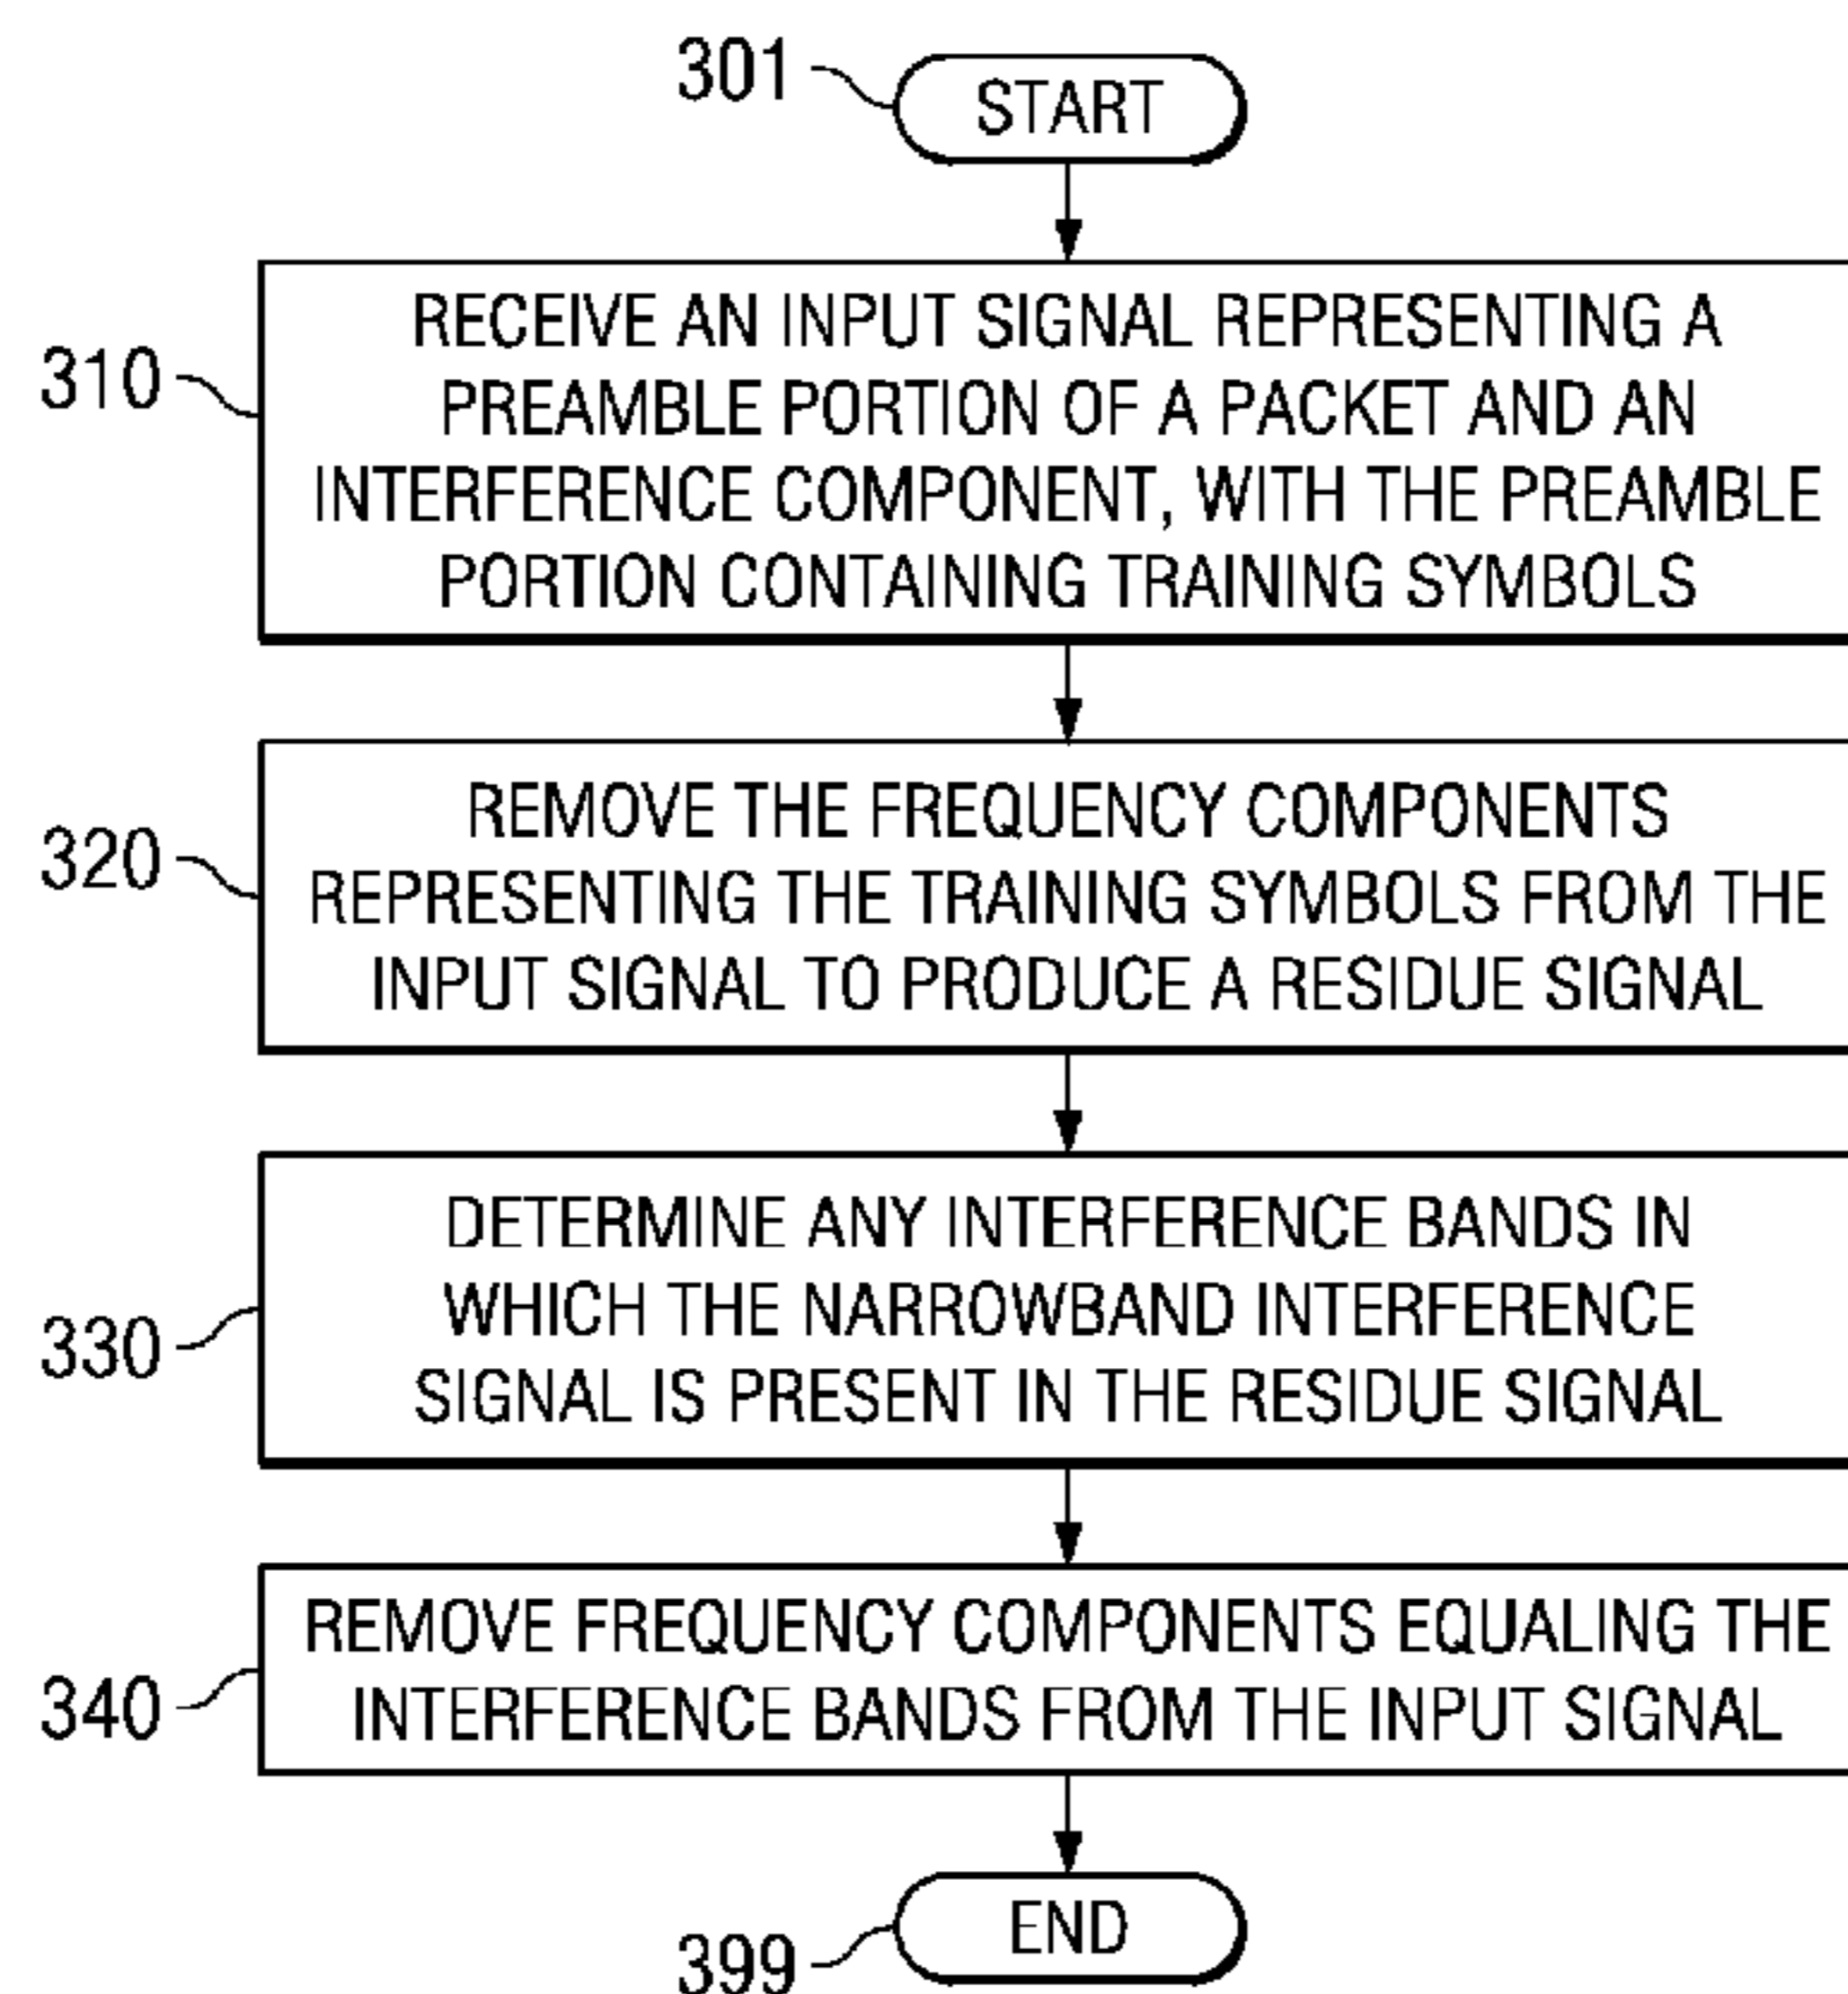 301
START
310
RECEIVE AN INPUT SIGNAL REPRESENTING A
PREAMBLE PORTION OF A PACKET AND AN
INTERFERENCE COMPONENT, WITH THE PREAMBLE
PORTION CONTAINING TRAINING SYMBOLS
320
REMOVE THE FREQUENCY COMPONENTS
REPRESENTING THE TRAINING SYMBOLS FROM THE
INPUT SIGNAL TO PRODUCE A RESIDUE SIGNAL
330
DETERMINE ANY INTERFERENCE BANDS IN
WHICH THE NARROWBAND INTERFERENCE
SIGNAL IS PRESENT IN THE RESIDUE SIGNAL
340
REMOVE FREQUENCY COMPONENTS EQUALING THE
INTERFERENCE BANDS FROM THE INPUT SIGNAL
399
END